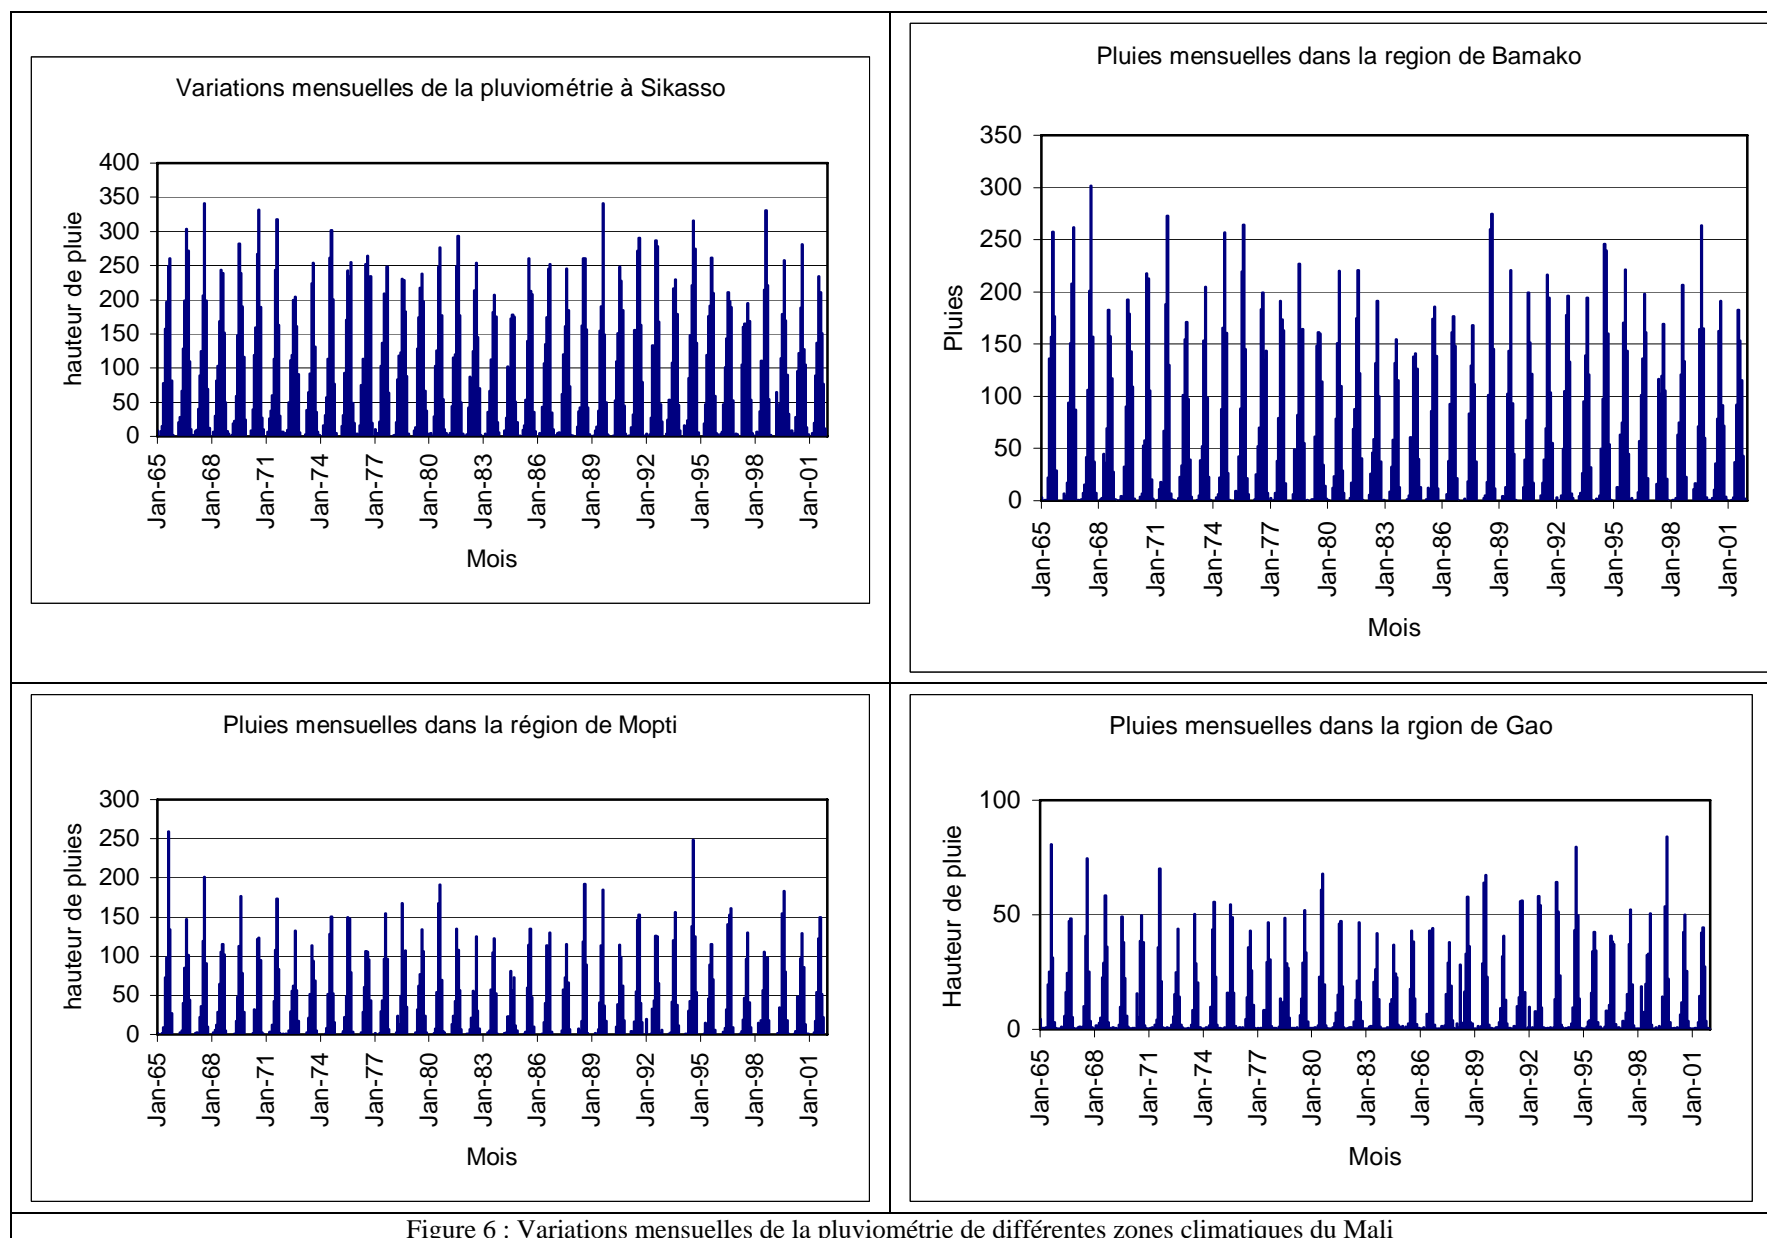 Variations mensuelles de la pluviométrie à Sikasso
hauteur de pluie
400
350
300
250
200
150
100
50
0
Jan-65
Jan-68
Jan-71
Jan-74
Jan-77
Jan-80
Jan-83
Jan-86
Jan-89
Jan-92
Jan-95
Jan-98
Jan-01
Mois
Pluies mensuelles dans la region de Bamako
Pluies
350
300
250
200
150
100
50
0
Jan-65
Jan-68
Jan-71
Jan-74
Jan-77
Jan-80
Jan-83
Jan-86
Jan-89
Jan-92
Jan-95
Jan-98
Jan-01
Mois
Pluies mensuelles dans la région de Mopti
hauteur de pluies
300
250
200
150
100
50
0
Jan-65
Jan-68
Jan-71
Jan-74
Jan-77
Jan-80
Jan-83
Jan-86
Jan-89
Jan-92
Jan-95
Jan-98
Jan-01
Mois
Pluies mensuelles dans la rgion de Gao
Hauteur de pluie
100
50
0
Jan-65
Jan-68
Jan-71
Jan-74
Jan-77
Jan-80
Jan-83
Jan-86
Jan-89
Jan-92
Jan-95
Jan-98
Jan-01
Mois
Figure 6 : Variations mensuelles de la pluviométrie de différentes zones climatiques du Mali